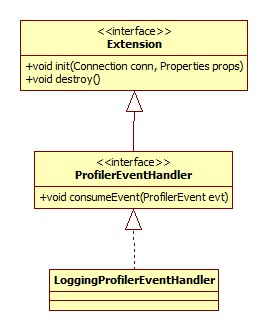 <<interface>>
Extension
+void init(Connection conn, Properties props)
+void destroy()
<<interface>>
ProfilerEventHandler
+void consumeEvent(ProfilerEvent evt)
LoggingProfilerEventHandler